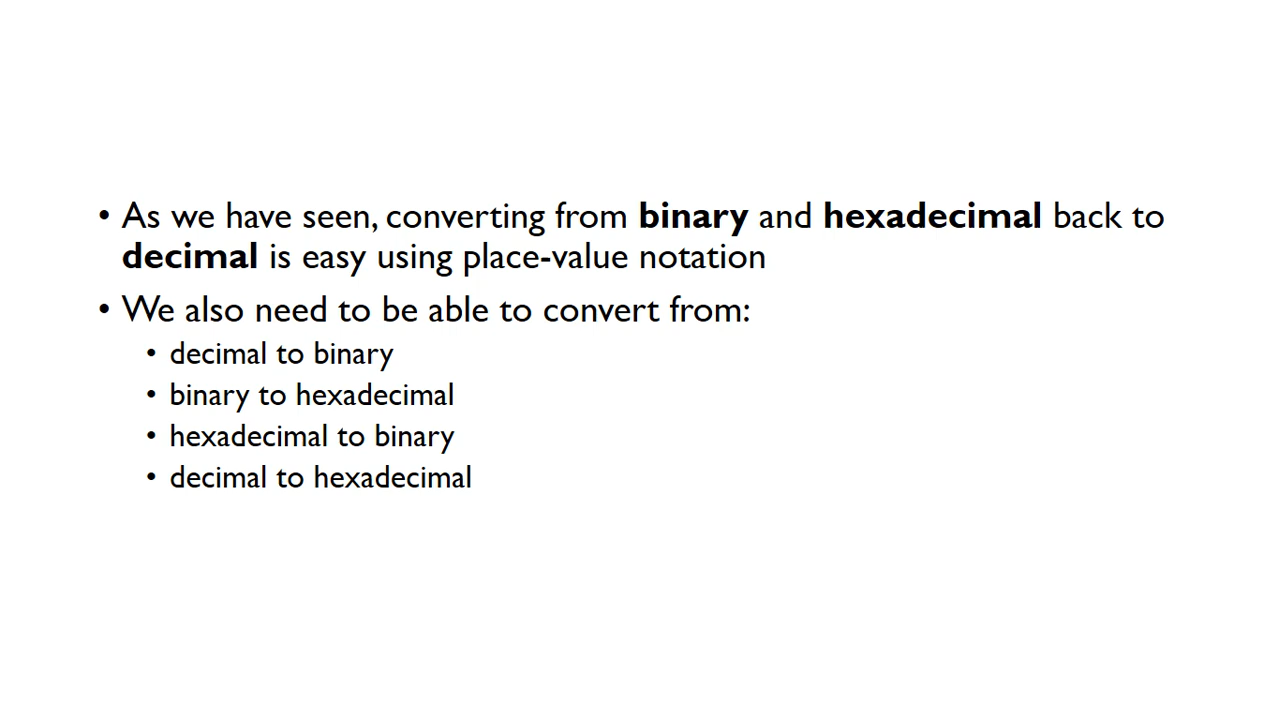 • As we have seen, converting from binary and hexadecimal back to
decimal is easy using place-value notation
• We also need to be able to convert from:
• decimal to binary
• binary to hexadecimal
• hexadecimal to binary
• decimal to hexadecimal